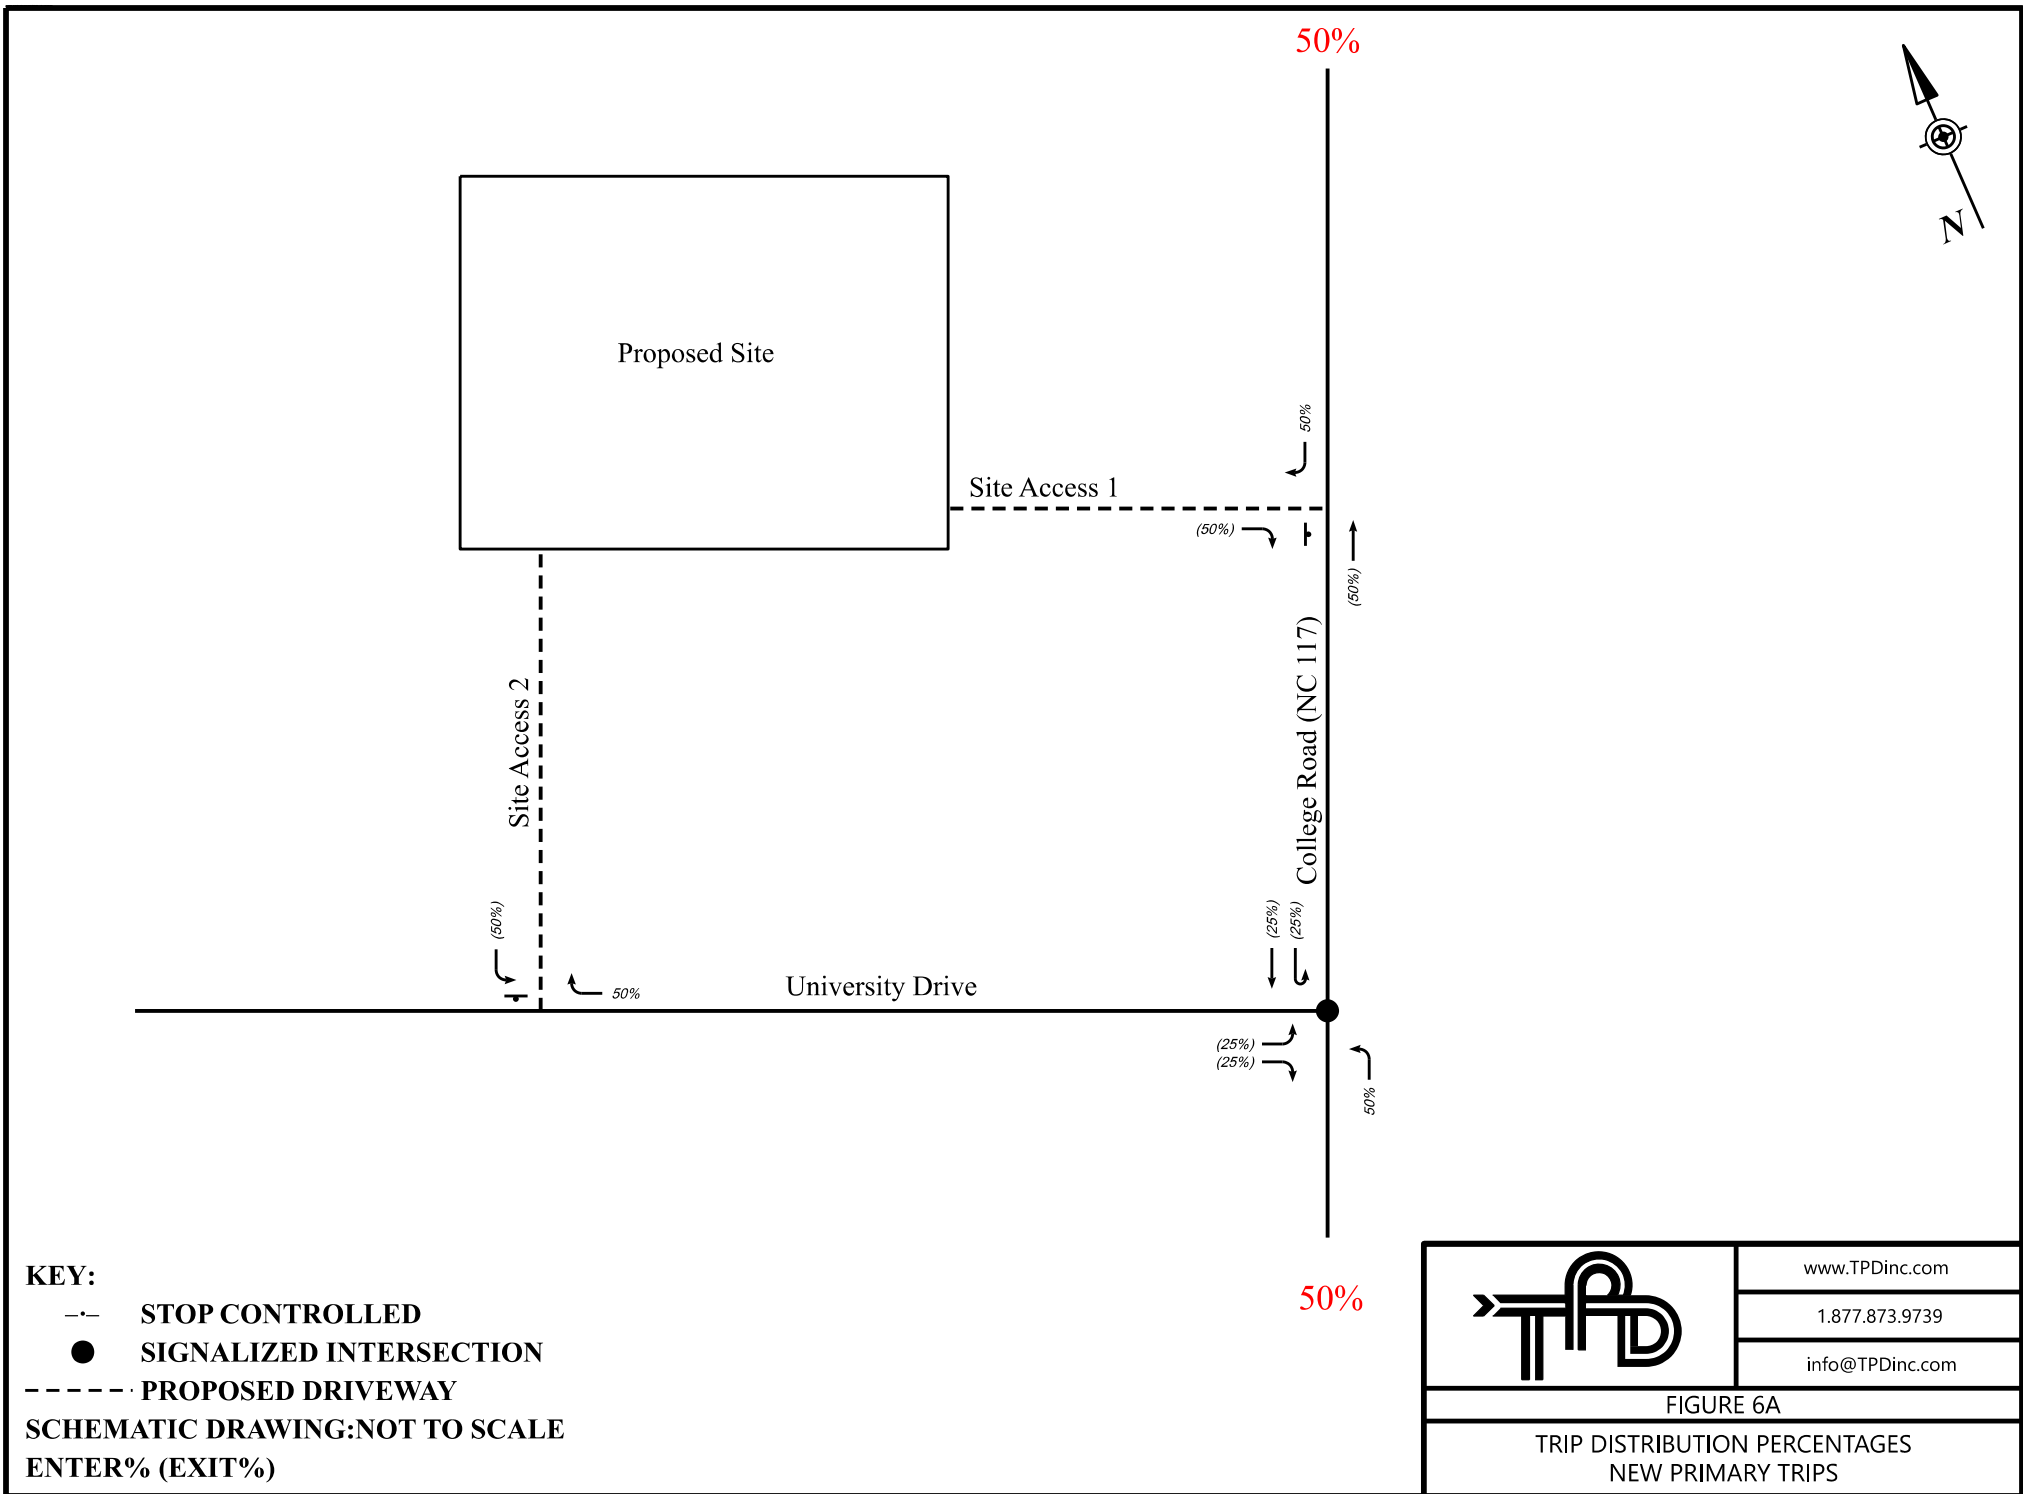 50%
N
Proposed Site
50%
Site Access 1
(50%)
(50%)
College Road (NC 117)
Site Access 2
(50%)
50%
University Drive
(25%)
(25%)
(25%)
(25%)
50%
50%
KEY:
STOP CONTROLLED
SIGNALIZED INTERSECTION
PROPOSED DRIVEWAY
SCHEMATIC DRAWING:NOT TO SCALE
ENTER% (EXIT%)
TPD
www.TPDinc.com
1.877.873.9739
info@TPDinc.com
FIGURE 6A
TRIP DISTRIBUTION PERCENTAGES
NEW PRIMARY TRIPS